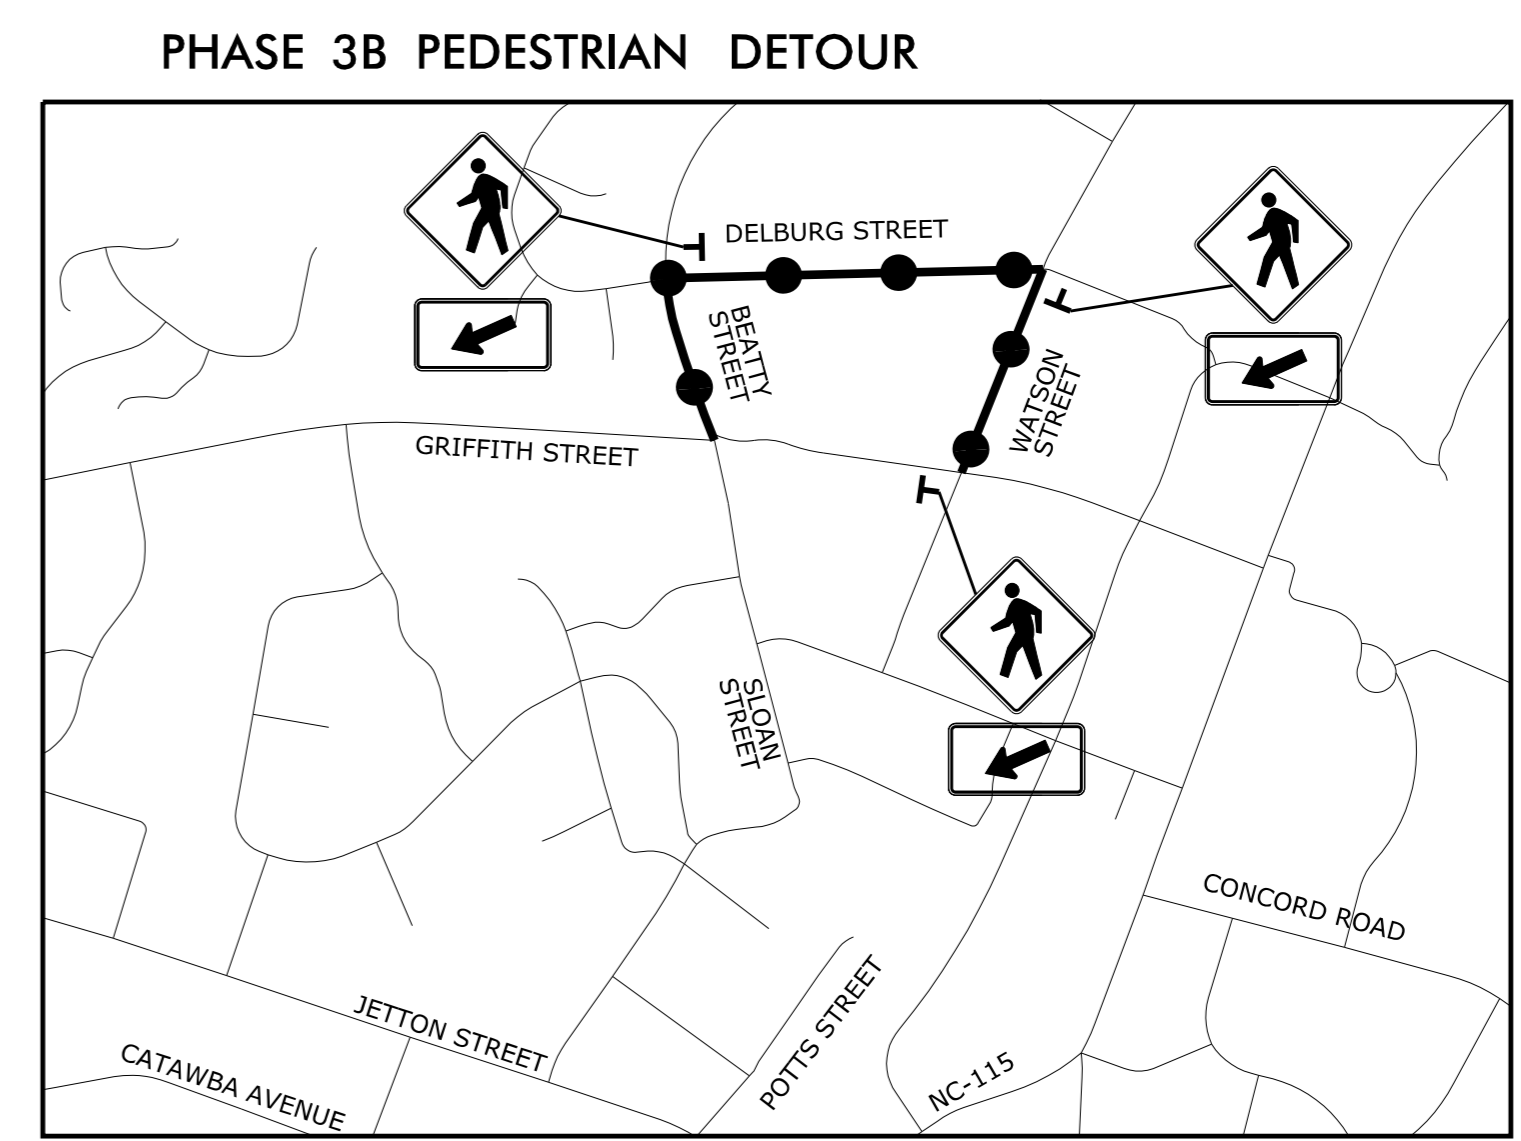 PHASE 3B PEDESTRIAN DETOUR
DELBURG STREET
BEATTY
STREET
WATSON
STREET
GRIFFITH STREET
SLOAN
STREET
CONCORD ROAD
POTTS STREET
JETTON STREET
CATAWBA AVENUE
NC-115